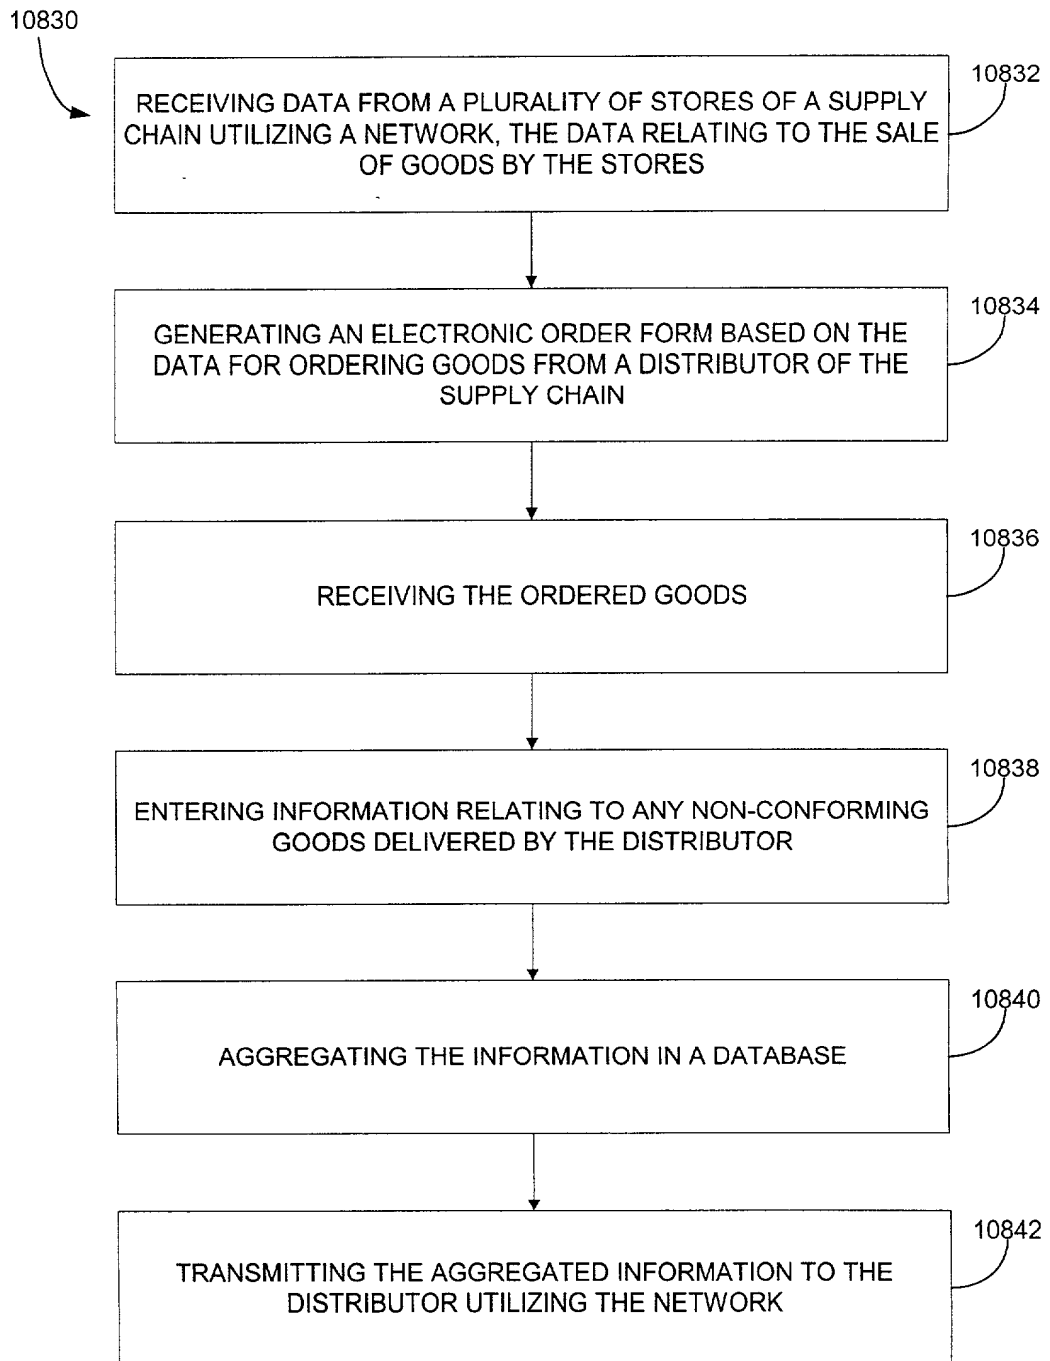 10830
10832
RECEIVING DATA FROM A PLURALITY OF STORES OF A SUPPLY
CHAIN UTILIZING A NETWORK, THE DATA RELATING TO THE SALE
OF GOODS BY THE STORES
10834
GENERATING AN ELECTRONIC ORDER FORM BASED ON THE
DATA FOR ORDERING GOODS FROM A DISTRIBUTOR OF THE
SUPPLY CHAIN
10836
RECEIVING THE ORDERED GOODS
10838
ENTERING INFORMATION RELATING TO ANY NON-CONFORMING
GOODS DELIVERED BY THE DISTRIBUTOR
10840
AGGREGATING THE INFORMATION IN A DATABASE
10842
TRANSMITTING THE AGGREGATED INFORMATION TO THE
DISTRIBUTOR UTILIZING THE NETWORK